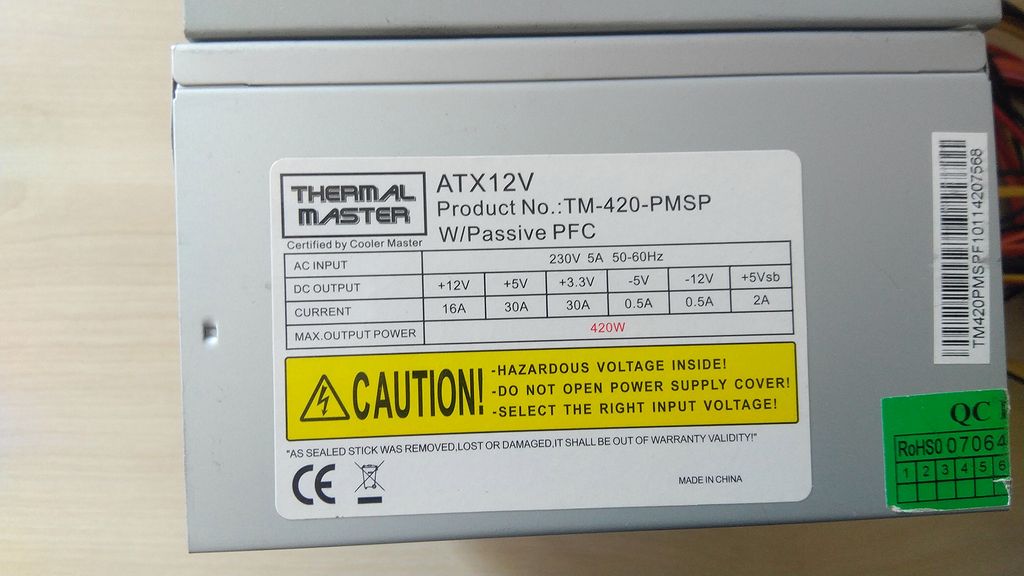 THERMAL MASTER
Certified by Cooler Master
ATX12V
Product No.:TM-420-PMSP
W/Passive PFC
AC INPUT 230V 5A 50-60Hz
DC OUTPUT +12V +5V +3.3V -5V -12V +5Vsb
CURRENT 16A 30A 30A 0.5A 0.5A 2A
MAX.OUTPUT POWER 420W
CAUTION!
-HAZARDOUS VOLTAGE INSIDE!
-DO NOT OPEN POWER SUPPLY COVER!
-SELECT THE RIGHT INPUT VOLTAGE!
"AS SEALED STICK WAS REMOVED,LOST OR DAMAGED,IT SHALL BE OUT OF WARRANTY VALIDITY!"
CE
MADE IN CHINA
TM420PMSPF10114207568
QC
RoHS0 07064
1 2 3 4 5 6